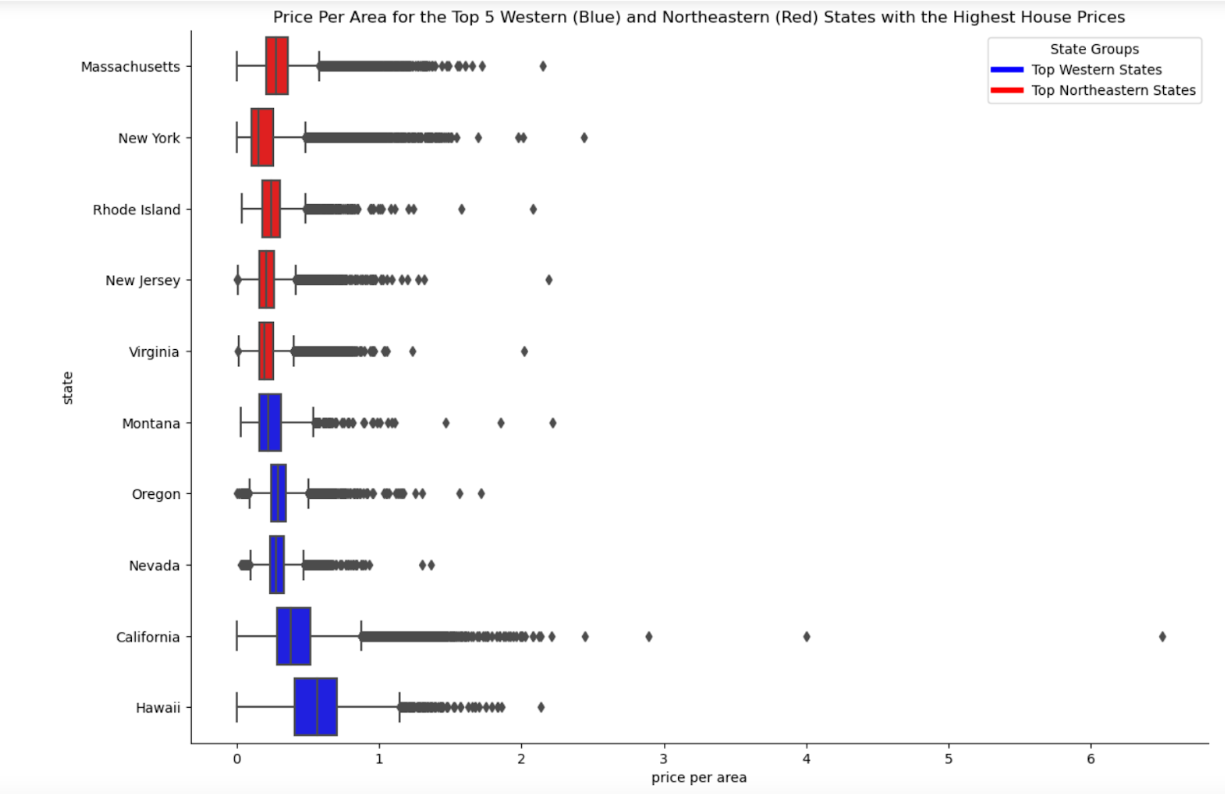 Price Per Area for the Top 5 Western (Blue) and Northeastern (Red) States with the Highest House Prices
State Groups
Top Western States
Top Northeastern States
Massachusetts
New York
Rhode Island
New Jersey
Virginia
state
Montana
Oregon
Nevada
California
Hawaii
0 1 2 3 4 5 6
price per area